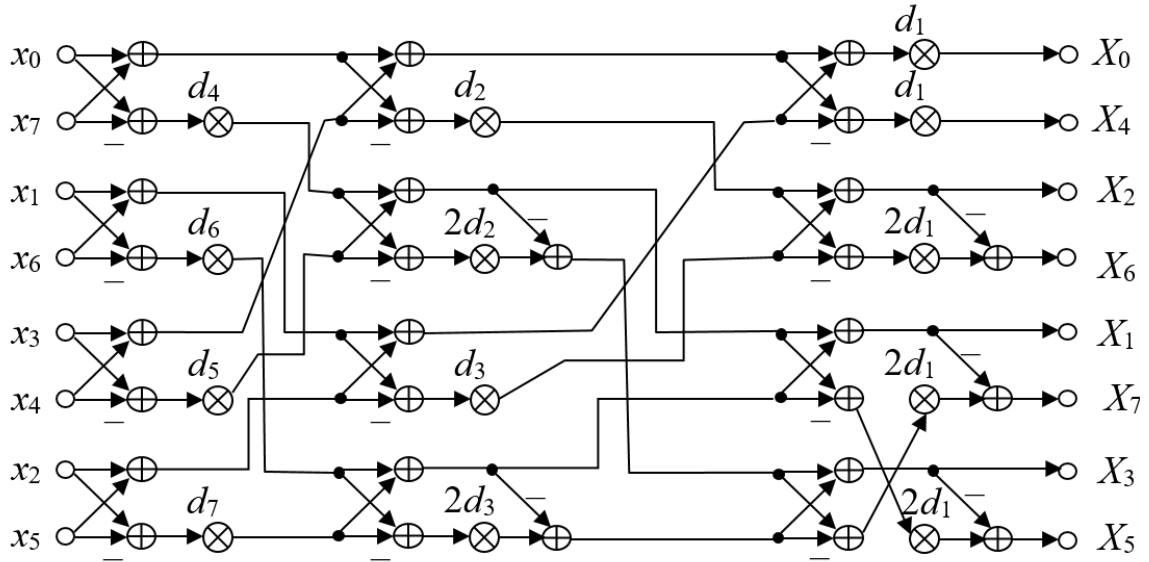 x0 d1 X0
x7 d4 d2 d1 X4
− − −
x1 X2
x6 d6 2d2 − 2d1 − X6
− − −
x3 X1
x4 d5 d3 2d1 − X7
− − −
x2 X3
x5 d7 2d3 − 2d1 − X5
− − −